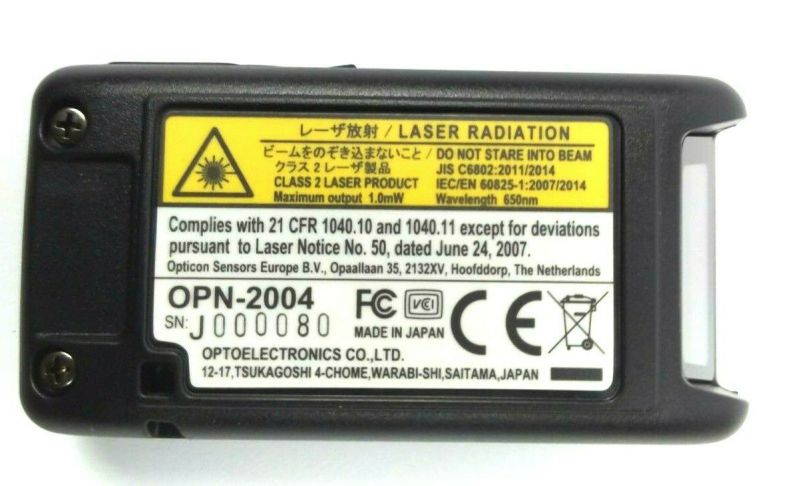 レーザ放射 / LASER RADIATION
ビームをのぞき込まないこと / DO NOT STARE INTO BEAM
クラス 2 レーザ製品 JIS C6802:2011/2014
CLASS 2 LASER PRODUCT IEC/EN 60825-1:2007/2014
Maximum output 1.0mW Wavelength 650nm
Complies with 21 CFR 1040.10 and 1040.11 except for deviations
pursuant to Laser Notice No. 50, dated June 24, 2007.
Opticon Sensors Europe B.V., Opaallaan 35, 2132XV, Hoofddorp, The Netherlands
OPN-2004 FC VCI CE
SN: J000080 MADE IN JAPAN
OPTOELECTRONICS CO.,LTD.
12-17,TSUKAGOSHI 4-CHOME,WARABI-SHI,SAITAMA,JAPAN